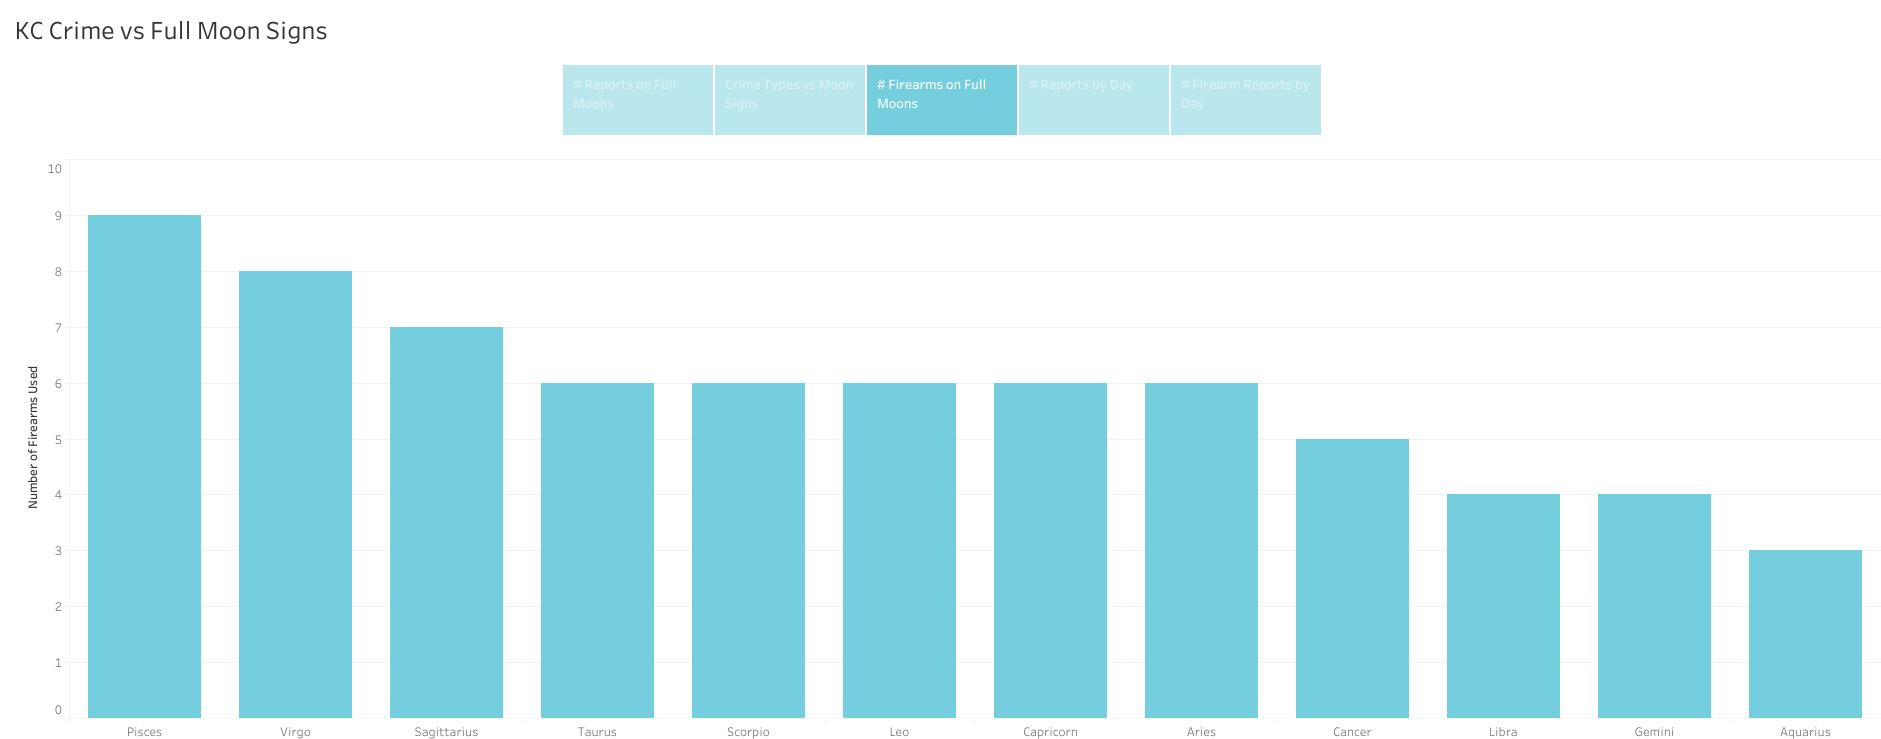 KC Crime vs Full Moon Signs
# Reports on Full
Moons
Crime Types vs Moon
Signs
# Firearms on Full
Moons
# Reports by Day
# Firearm Reports by
Day
Number of Firearms Used
10
9
8
7
6
5
4
3
2
1
0
Pisces
Virgo
Sagittarius
Taurus
Scorpio
Leo
Capricorn
Aries
Cancer
Libra
Gemini
Aquarius